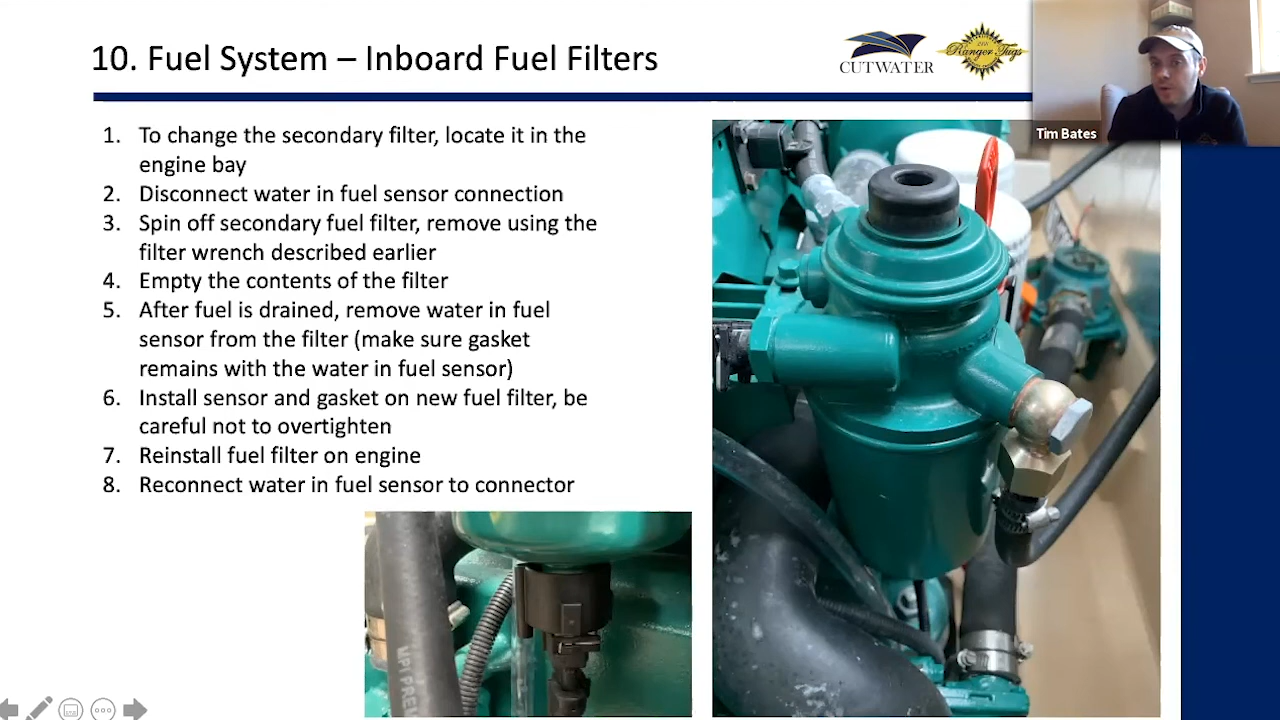 10. Fuel System – Inboard Fuel Filters
CUTWATER
Ranger Tugs
Tim Bates
1. To change the secondary filter, locate it in the
engine bay
2. Disconnect water in fuel sensor connection
3. Spin off secondary fuel filter, remove using the
filter wrench described earlier
4. Empty the contents of the filter
5. After fuel is drained, remove water in fuel
sensor from the filter (make sure gasket
remains with the water in fuel sensor)
6. Install sensor and gasket on new fuel filter, be
careful not to overtighten
7. Reinstall fuel filter on engine
8. Reconnect water in fuel sensor to connector